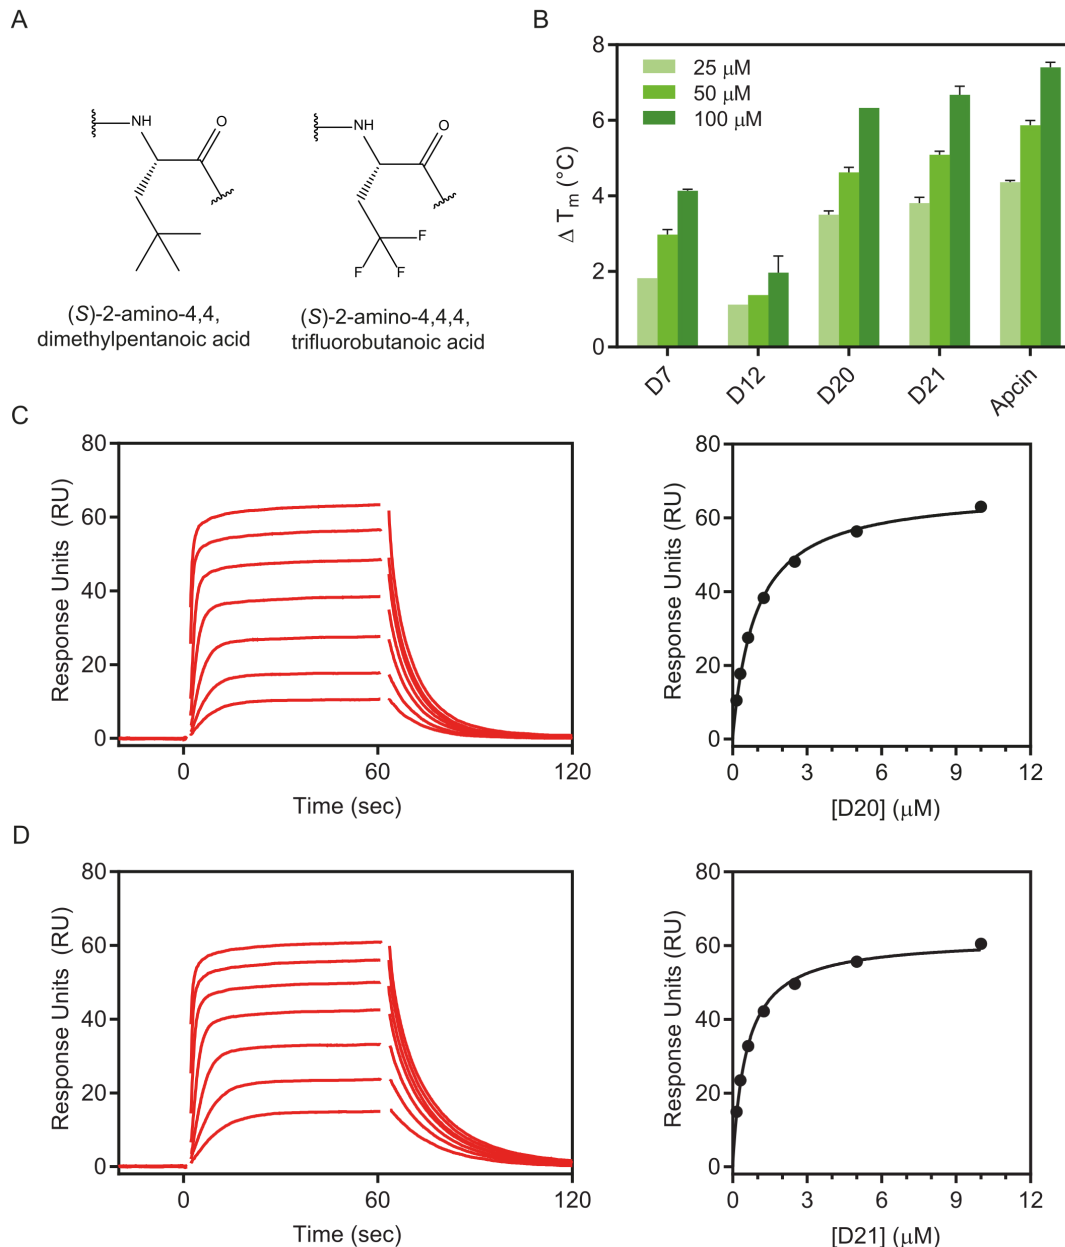 A
NH
O
(S)-2-amino-4,4,
dimethylpentanoic acid
NH
O
F
F
F
(S)-2-amino-4,4,4,
trifluorobutanoic acid
B
Δ Tm (°C)
8
6
4
2
0
25 μM
50 μM
100 μM
D7
D12
D20
D21
Apcin
C
Response Units (RU)
80
60
40
20
0
0
60
120
Time (sec)
Response Units (RU)
80
60
40
20
0
0
3
6
9
12
[D20] (μM)
D
Response Units (RU)
80
60
40
20
0
0
60
120
Time (sec)
Response Units (RU)
80
60
40
20
0
0
3
6
9
12
[D21] (μM)